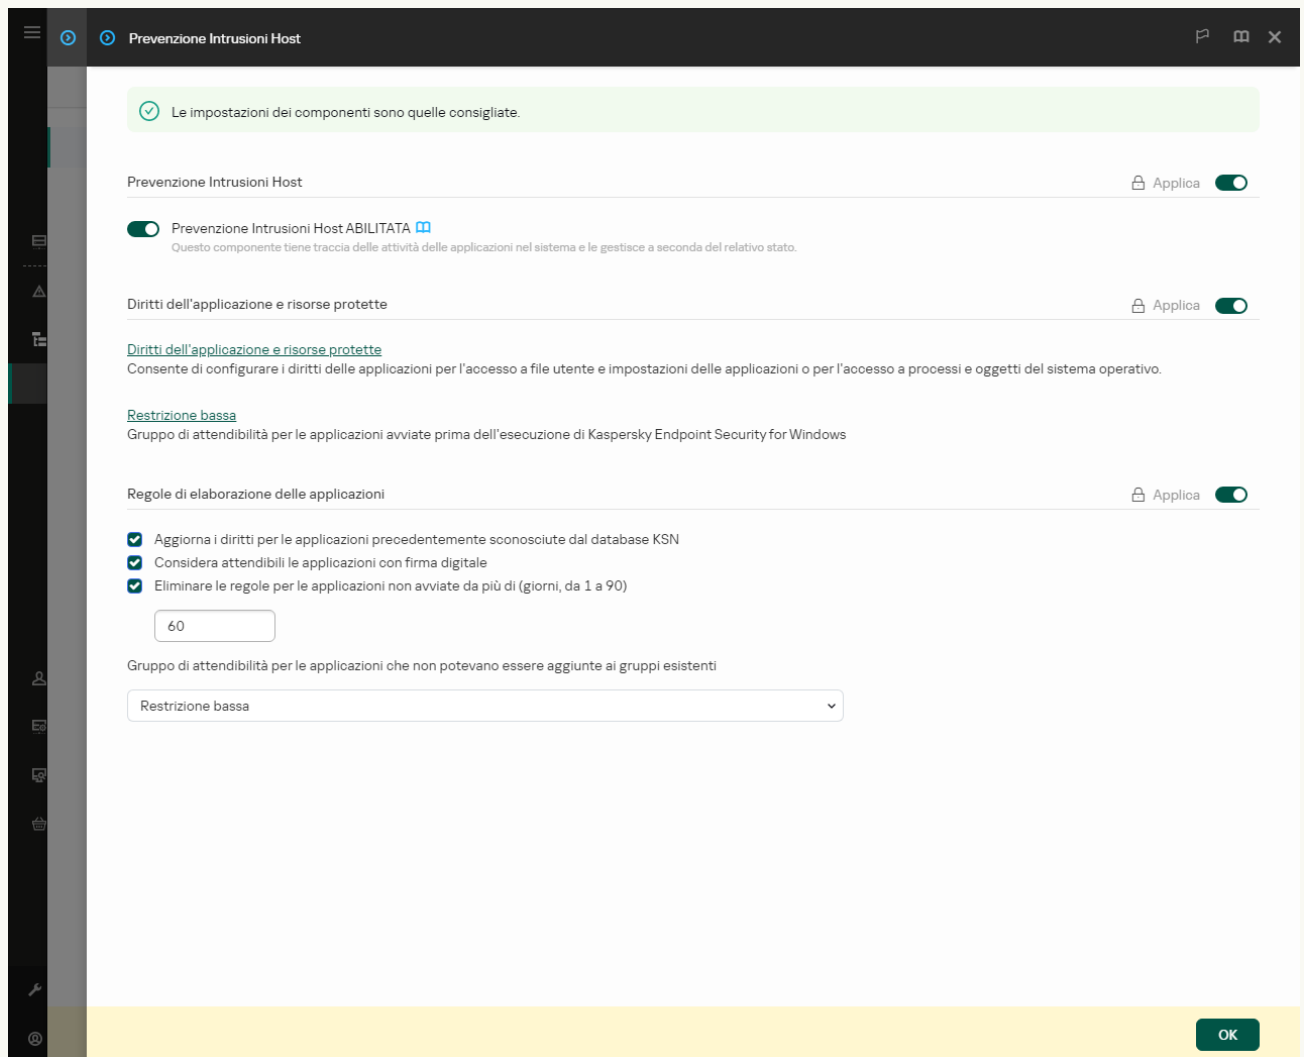 Prevenzione Intrusioni Host
Le impostazioni dei componenti sono quelle consigliate.
Prevenzione Intrusioni Host
Applica
Prevenzione Intrusioni Host ABILITATA
Questo componente tiene traccia delle attività delle applicazioni nel sistema e le gestisce a seconda del relativo stato.
Diritti dell'applicazione e risorse protette
Applica
Diritti dell'applicazione e risorse protette
Consente di configurare i diritti delle applicazioni per l'accesso a file utente e impostazioni delle applicazioni o per l'accesso a processi e oggetti del sistema operativo.
Restrizione bassa
Gruppo di attendibilità per le applicazioni avviate prima dell'esecuzione di Kaspersky Endpoint Security for Windows
Regole di elaborazione delle applicazioni
Applica
Aggiorna i diritti per le applicazioni precedentemente sconosciute dal database KSN
Considera attendibili le applicazioni con firma digitale
Eliminare le regole per le applicazioni non avviate da più di (giorni, da 1 a 90)
60
Gruppo di attendibilità per le applicazioni che non potevano essere aggiunte ai gruppi esistenti
Restrizione bassa
OK